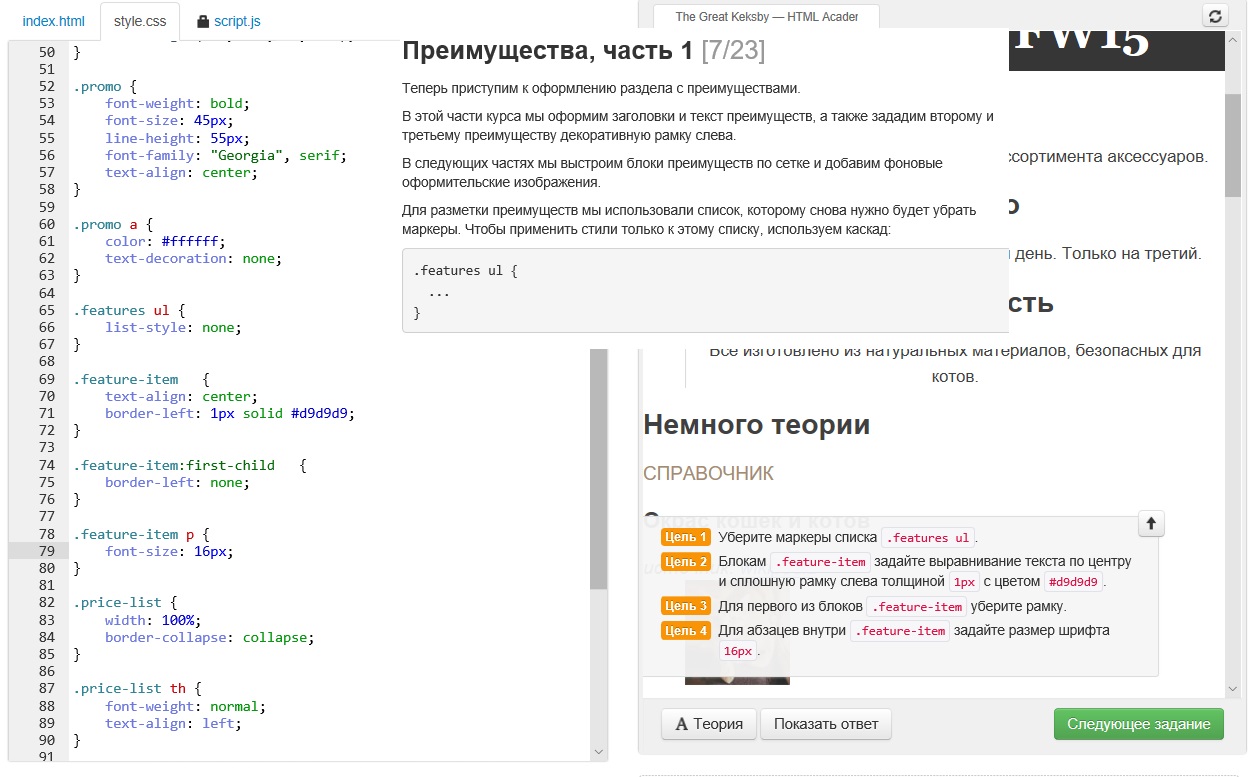 index.html
style.css
script.js
50 }
51
52 .promo {
53 font-weight: bold;
54 font-size: 45px;
55 line-height: 55px;
56 font-family: "Georgia", serif;
57 text-align: center;
58 }
59
60 .promo a {
61 color: #ffffff;
62 text-decoration: none;
63 }
64
65 .features ul {
66 list-style: none;
67 }
68
69 .feature-item {
70 text-align: center;
71 border-left: 1px solid #d9d9d9;
72 }
73
74 .feature-item:first-child {
75 border-left: none;
76 }
77
78 .feature-item p {
79 font-size: 16px;
80 }
81
82 .price-list {
83 width: 100%;
84 border-collapse: collapse;
85 }
86
87 .price-list th {
88 font-weight: normal;
89 text-align: left;
90 }
91
Преимущества, часть 1 [7/23]
Теперь приступим к оформлению раздела с преимуществами.
В этой части курса мы оформим заголовки и текст преимуществ, а также зададим второму и
третьему преимуществу декоративную рамку слева.
В следующих частях мы выстроим блоки преимуществ по сетке и добавим фоновые
оформительские изображения.
Для разметки преимуществ мы использовали список, которому снова нужно будет убрать
маркеры. Чтобы применить стили только к этому списку, используем каскад:
.features ul {
...
}
The Great Keksby — HTML Acader
FW15
ссортимента аксессуаров.
о
день. Только на третий.
сть
Все изготовлено из натуральных материалов, безопасных для
котов.
Немного теории
СПРАВОЧНИК
Окрас кошек и котов
Цель 1 Уберите маркеры списка .features ul.
Цель 2 Блокам .feature-item задайте выравнивание текста по центру
и сплошную рамку слева толщиной 1px с цветом #d9d9d9.
Цель 3 Для первого из блоков .feature-item уберите рамку.
Цель 4 Для абзацев внутри .feature-item задайте размер шрифта
16px.
A Теория
Показать ответ
Следующее задание